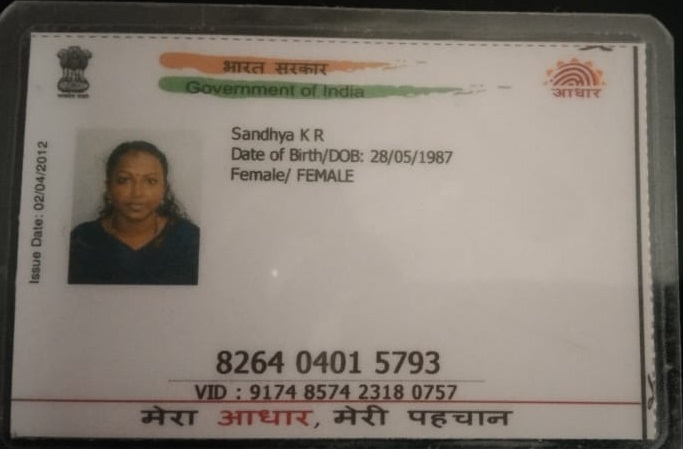 भारत सरकार
Government of India
आधार
Sandhya K R
Date of Birth/DOB: 28/05/1987
Female/ FEMALE
Issue Date: 02/04/2012
8264 0401 5793
VID : 9174 8574 2318 0757
मेरा आधार, मेरी पहचान